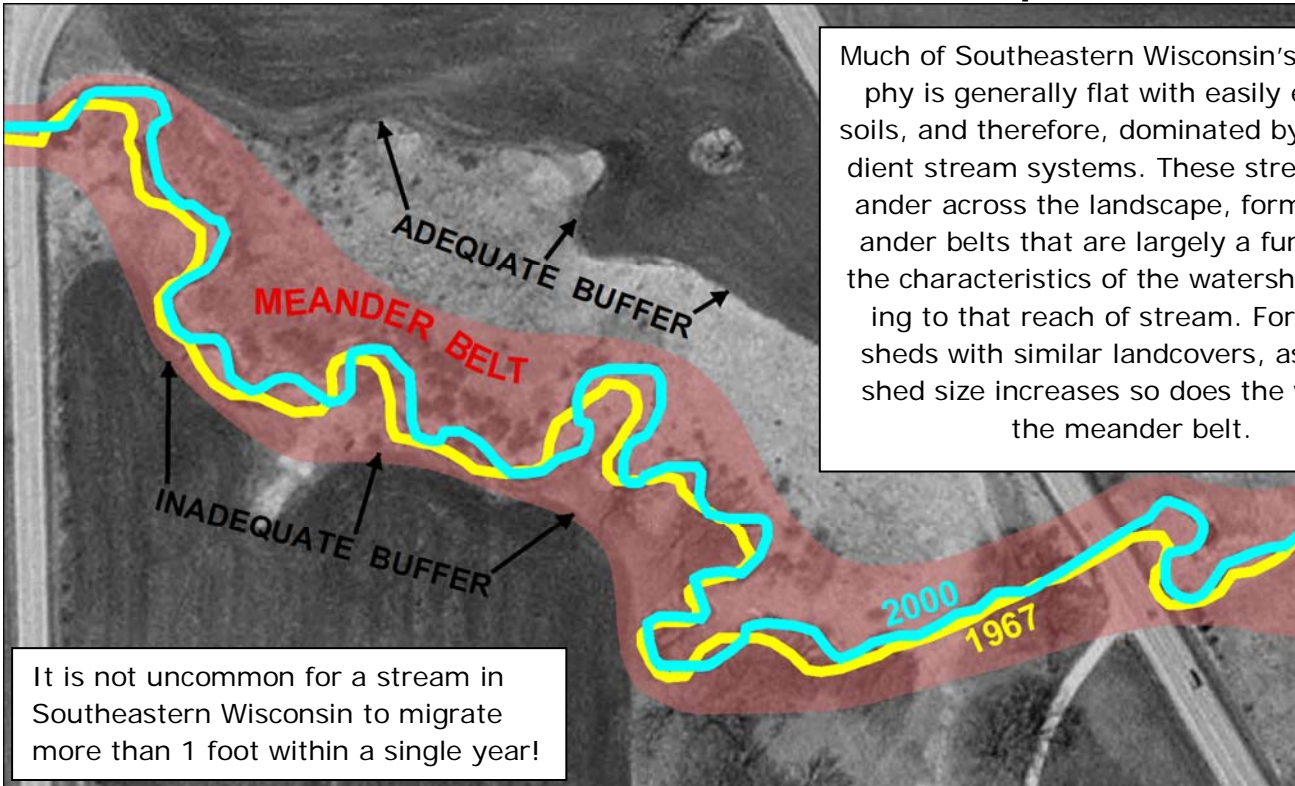 Much of Southeastern Wisconsin's
phy is generally flat with easily
soils, and therefore, dominated by
dient stream systems. These
ander across the landscape,
ander belts that are largely a
the characteristics of the
ing to that reach of stream. For
sheds with similar landcovers, as
shed size increases so does the
the meander belt.
ADEQUATE BUFFER
MEANDER BELT
INADEQUATE BUFFER
2000
1967
It is not uncommon for a stream in
Southeastern Wisconsin to migrate
more than 1 foot within a single year!